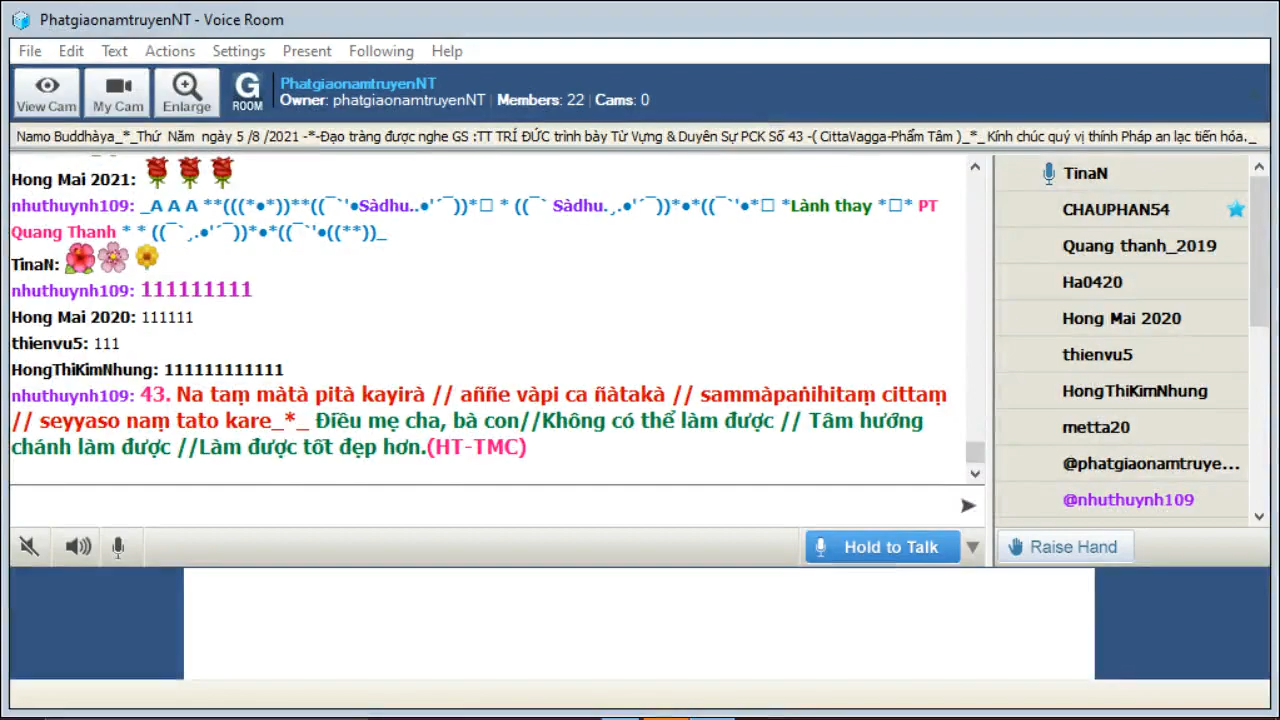 PhatgiaonamtruyenNT - Voice Room
File Edit Text Actions Settings Present Following Help
View Cam My Cam Enlarge G ROOM
PhatgiaonamtruyenNT
Owner: phatgiaonamtruyenNT | Members: 22 | Cams: 0
Namo Buddhàya_*_Thứ Năm ngày 5 /8 /2021 -*-Đạo tràng được nghe GS :TT TRÍ ĐỨC trình bày Từ Vựng & Duyên Sự PCK Số 43 -( CittaVagga-Phẩm Tâm )_*_ Kính chúc quý vị thính Pháp an lạc tiến hóa._
Hong Mai 2021:
nhuthuynh109: _A A A **(((*●*))**((¯`'●Sàdhu..●'´¯))*□ * ((¯` Sàdhu.¸.●'´¯))*●*((¯`'●*□ *Lành thay *□* PT
Quang Thanh * * ((¯`¸.●'´¯))*●*((¯`'●((**))_
TinaN:
nhuthuynh109: 111111111
Hong Mai 2020: 111111
thienvu5: 111
HongThiKimNhung: 111111111111
nhuthuynh109: 43. Na taṃ màtà pità kayirà // aññe vàpi ca ñàtakà // sammàpaṅihitaṃ cittaṃ
// seyyaso naṃ tato kare_*_ Điều mẹ cha, bà con//Không có thể làm được // Tâm hướng
chánh làm được //Làm được tốt đẹp hơn.(HT-TMC)
TinaN
CHAUPHAN54
Quang thanh_2019
Ha0420
Hong Mai 2020
thienvu5
HongThiKimNhung
metta20
@phatgiaonamtruye...
@nhuthuynh109
Hold to Talk
Raise Hand